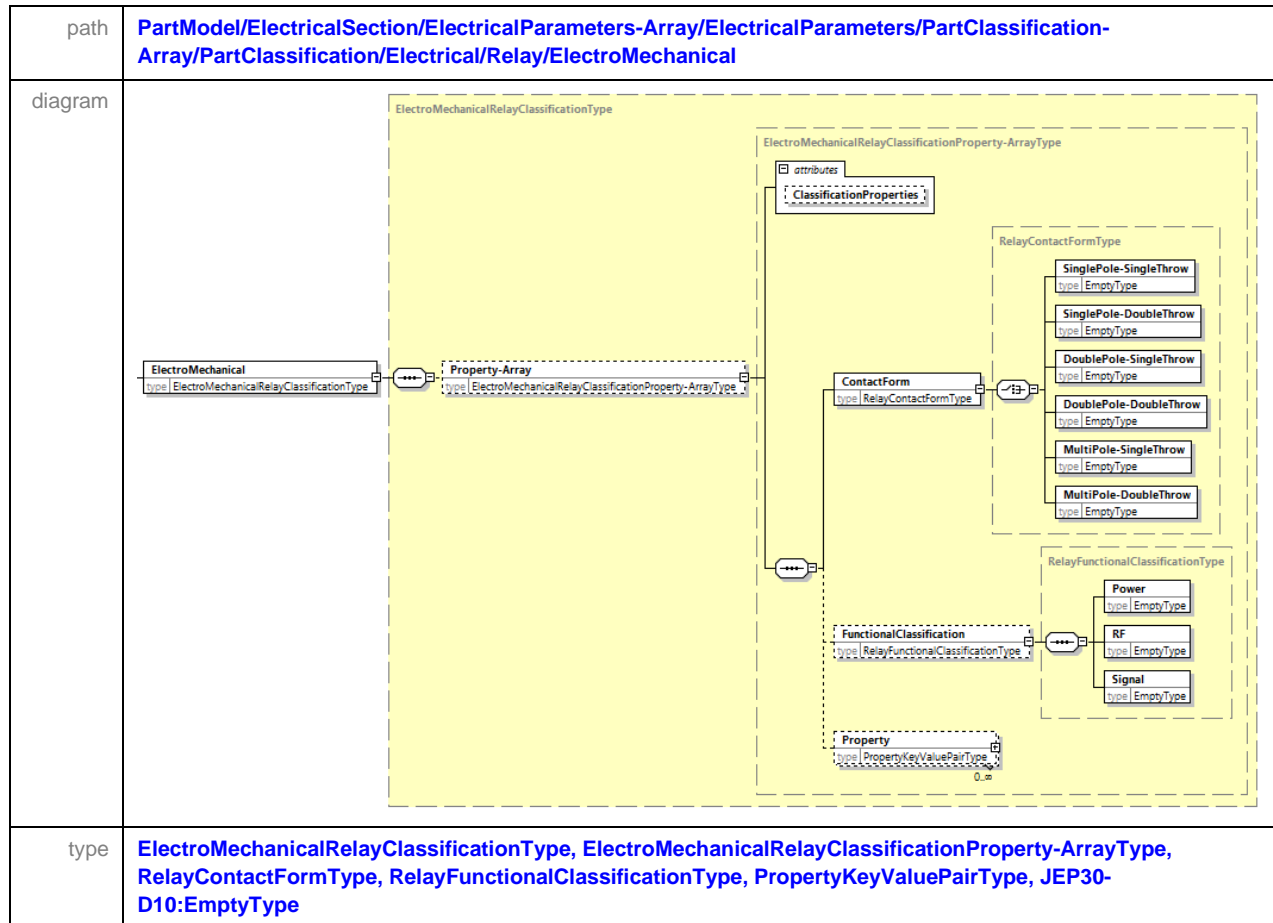 path
PartModel/ElectricalSection/ElectricalParameters-Array/ElectricalParameters/PartClassification-
Array/PartClassification/Electrical/Relay/ElectroMechanical
diagram
ElectroMechanicalRelayClassificationType
ElectroMechanicalRelayClassificationProperty-ArrayType
attributes
ClassificationProperties
RelayContactFormType
SinglePole-SingleThrow
type EmptyType
SinglePole-DoubleThrow
type EmptyType
DoublePole-SingleThrow
type EmptyType
DoublePole-DoubleThrow
type EmptyType
MultiPole-SingleThrow
type EmptyType
MultiPole-DoubleThrow
type EmptyType
ElectroMechanical
type ElectroMechanicalRelayClassificationType
Property-Array
type ElectroMechanicalRelayClassificationProperty-ArrayType
ContactForm
type RelayContactFormType
RelayFunctionalClassificationType
Power
type EmptyType
RF
type EmptyType
Signal
type EmptyType
FunctionalClassification
type RelayFunctionalClassificationType
Property
type PropertyKeyValuePairType
0..∞
type
ElectroMechanicalRelayClassificationType, ElectroMechanicalRelayClassificationProperty-ArrayType,
RelayContactFormType, RelayFunctionalClassificationType, PropertyKeyValuePairType, JEP30-
D10:EmptyType